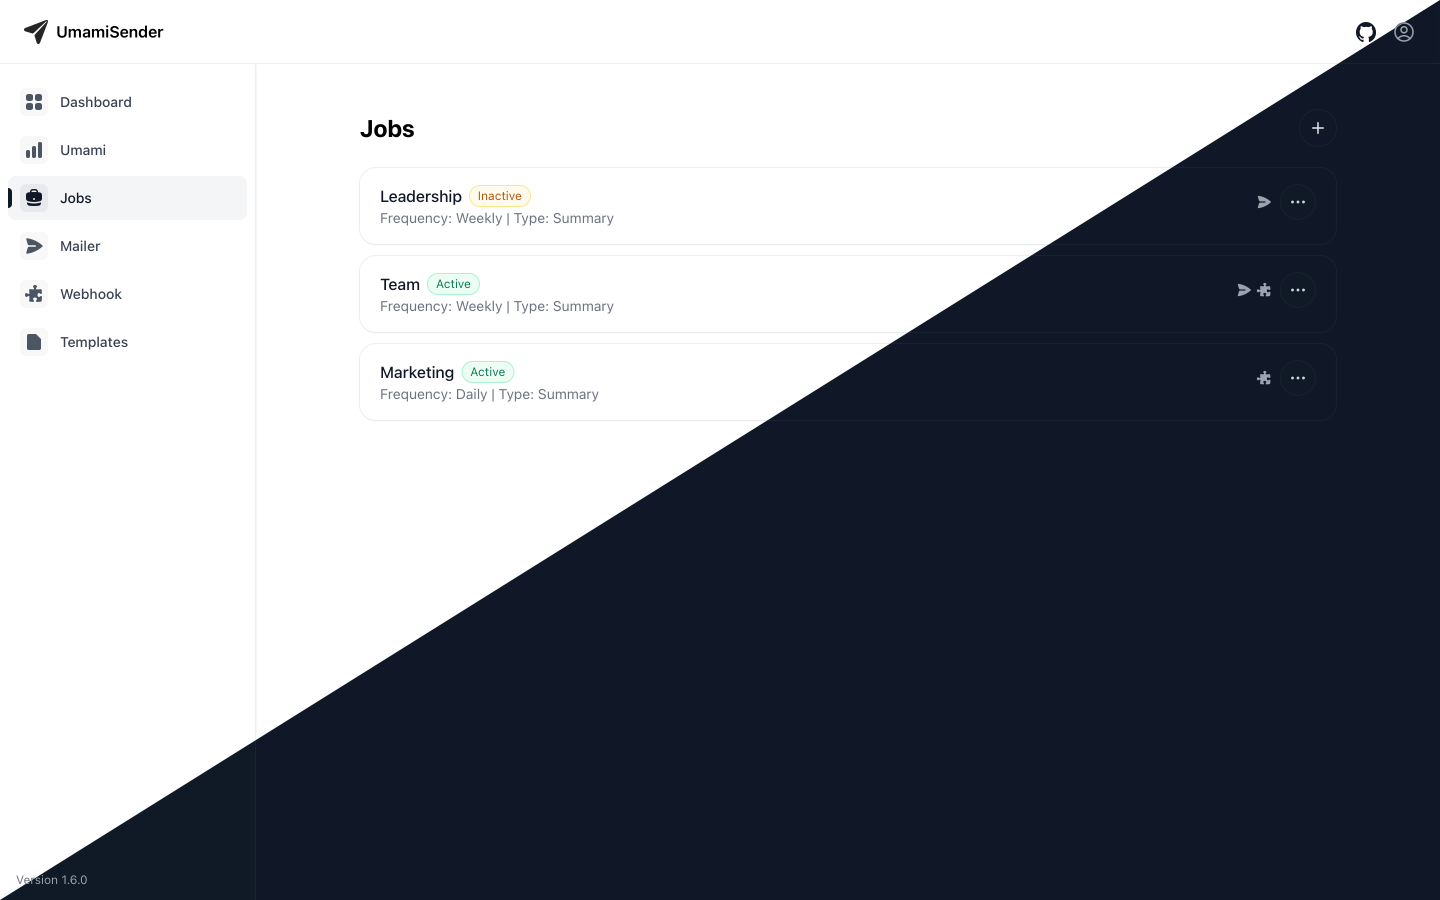 UmamiSender
Dashboard
Umami
Jobs
Mailer
Webhook
Templates
Jobs
Leadership Inactive
Frequency: Weekly | Type: Summary
Team Active
Frequency: Weekly | Type: Summary
Marketing Active
Frequency: Daily | Type: Summary
Version 1.6.0